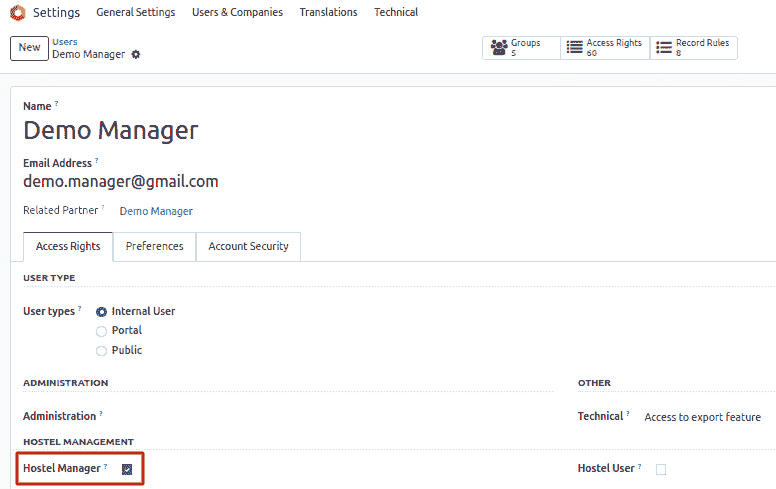 Settings General Settings Users & Companies Translations Technical
New Users Groups Access Rights Record Rules
Demo Manager 5 60 8
Name ?
Demo Manager
Email Address ?
demo.manager@gmail.com
Related Partner ? Demo Manager
Access Rights Preferences Account Security
USER TYPE
User types ? Internal User
Portal
Public
ADMINISTRATION OTHER
Administration ? Technical ? Access to export feature
HOSTEL MANAGEMENT
Hostel Manager ? Hostel User ?